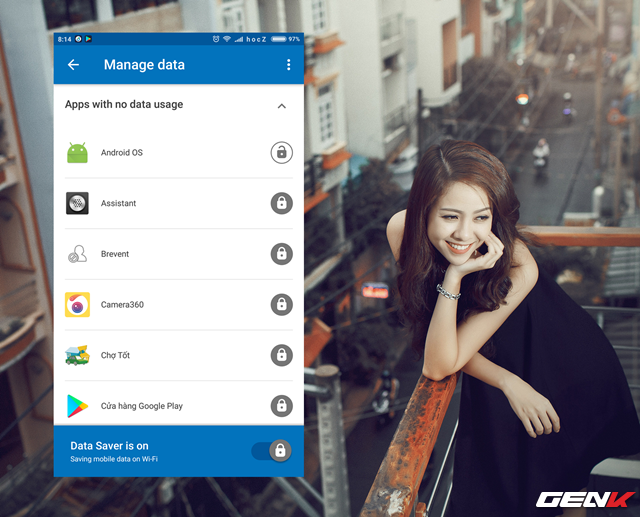 8:14
hocZ 97%
Manage data
Apps with no data usage
Android OS
Assistant
Brevent
Camera360
Chợ Tốt
Cửa hàng Google Play
Data Saver is on
Saving mobile data on Wi-Fi
GENK